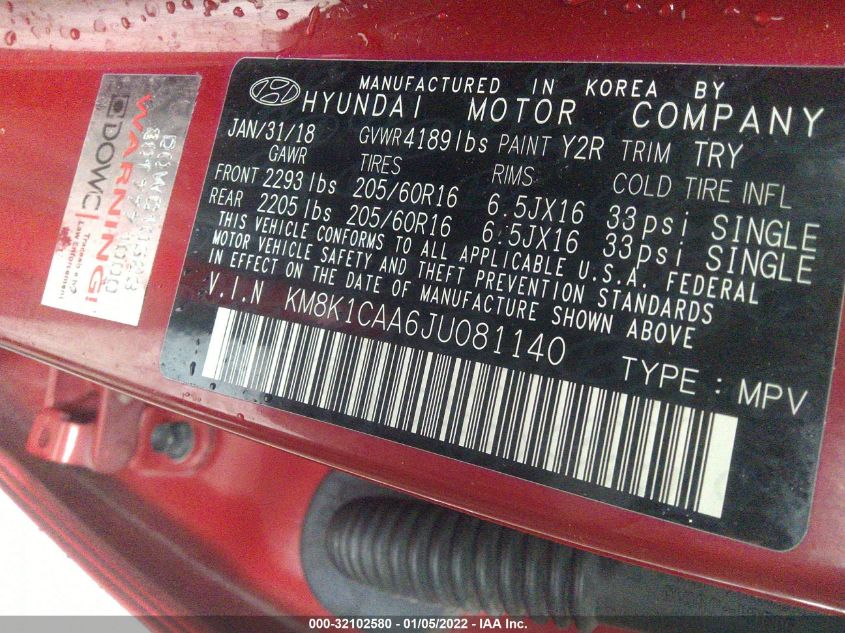 MANUFACTURED IN KOREA BY
HYUNDAI MOTOR COMPANY
JAN/31/18 GVWR 4189 lbs PAINT Y2R TRIM TRY
GAWR TIRES RIMS COLD TIRE INFL
FRONT 2293 lbs 205/60R16 6.5JX16 33psi SINGLE
REAR 2205 lbs 205/60R16 6.5JX16 33psi SINGLE
THIS VEHICLE CONFORMS TO ALL APPLICABLE U.S.A. FEDERAL
MOTOR VEHICLE SAFETY AND THEFT PREVENTION STANDARDS
IN EFFECT ON THE DATE OF MANUFACTURE SHOWN ABOVE
V.I.N KM8K1CAA6JU081140
TYPE : MPV
WARNING!
DOWC
Law Enforcement
000-32102580 - 01/05/2022 - IAA Inc.